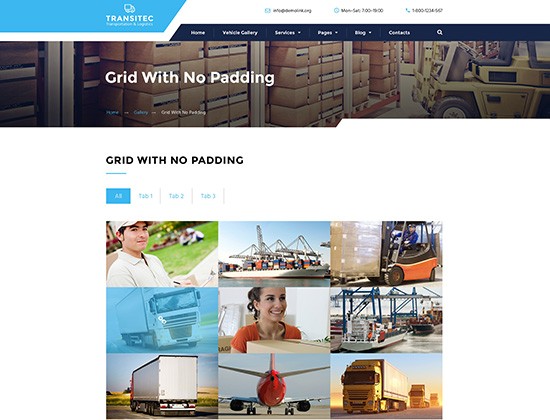 TRANSITEC
Transportation & Logistic
info@demolink.org
Mon–Sat: 7:00–19:00
1-800-1234-567
Home
Vehicle Gallery
Services
Pages
Blog
Contacts
Grid With No Padding
Home — Gallery — Grid With No Padding
GRID WITH NO PADDING
All
Tab 1
Tab 2
Tab 3